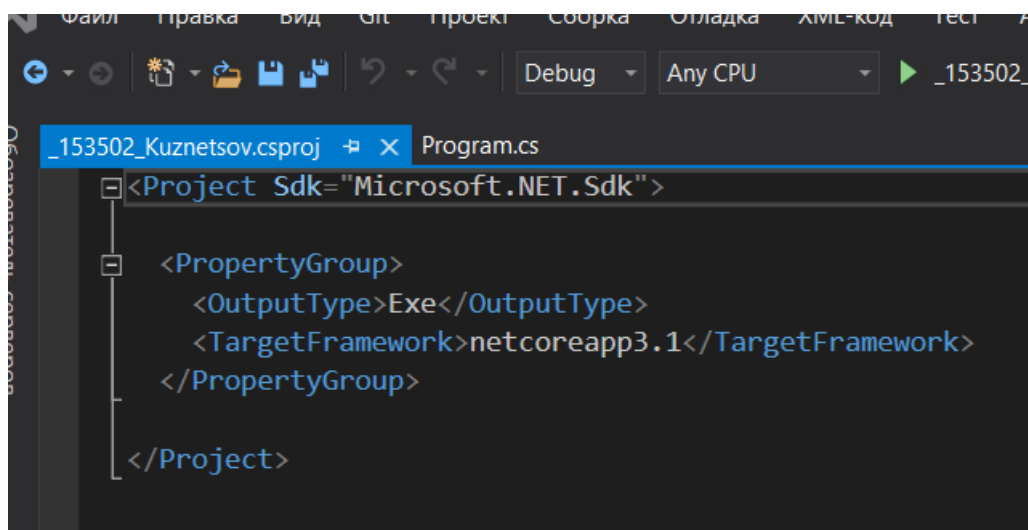 Файл Правка Вид Git Проект Сборка Отладка XML-код Тест
Debug Any CPU _153502_
_153502_Kuznetsov.csproj Program.cs
<Project Sdk="Microsoft.NET.Sdk">
<PropertyGroup>
<OutputType>Exe</OutputType>
<TargetFramework>netcoreapp3.1</TargetFramework>
</PropertyGroup>
</Project>